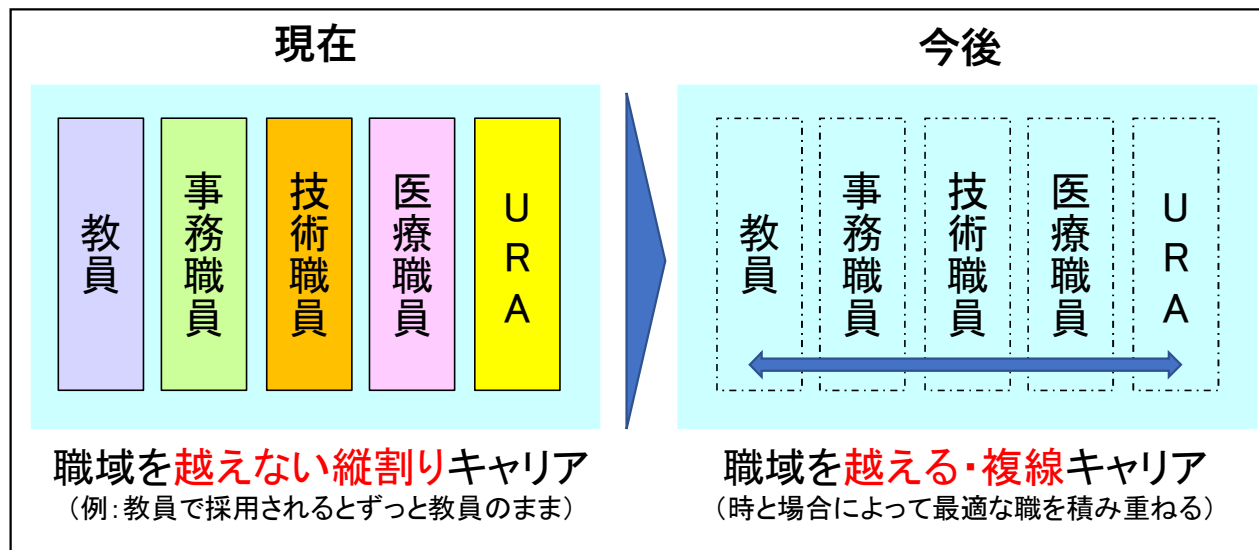 現在
教員
事務職員
技術職員
医療職員
URA
職域を越えない縦割りキャリア
(例:教員で採用されるとずっと教員のまま)
今後
教員
事務職員
技術職員
医療職員
URA
職域を越える・複線キャリア
(時と場合によって最適な職を積み重ねる)